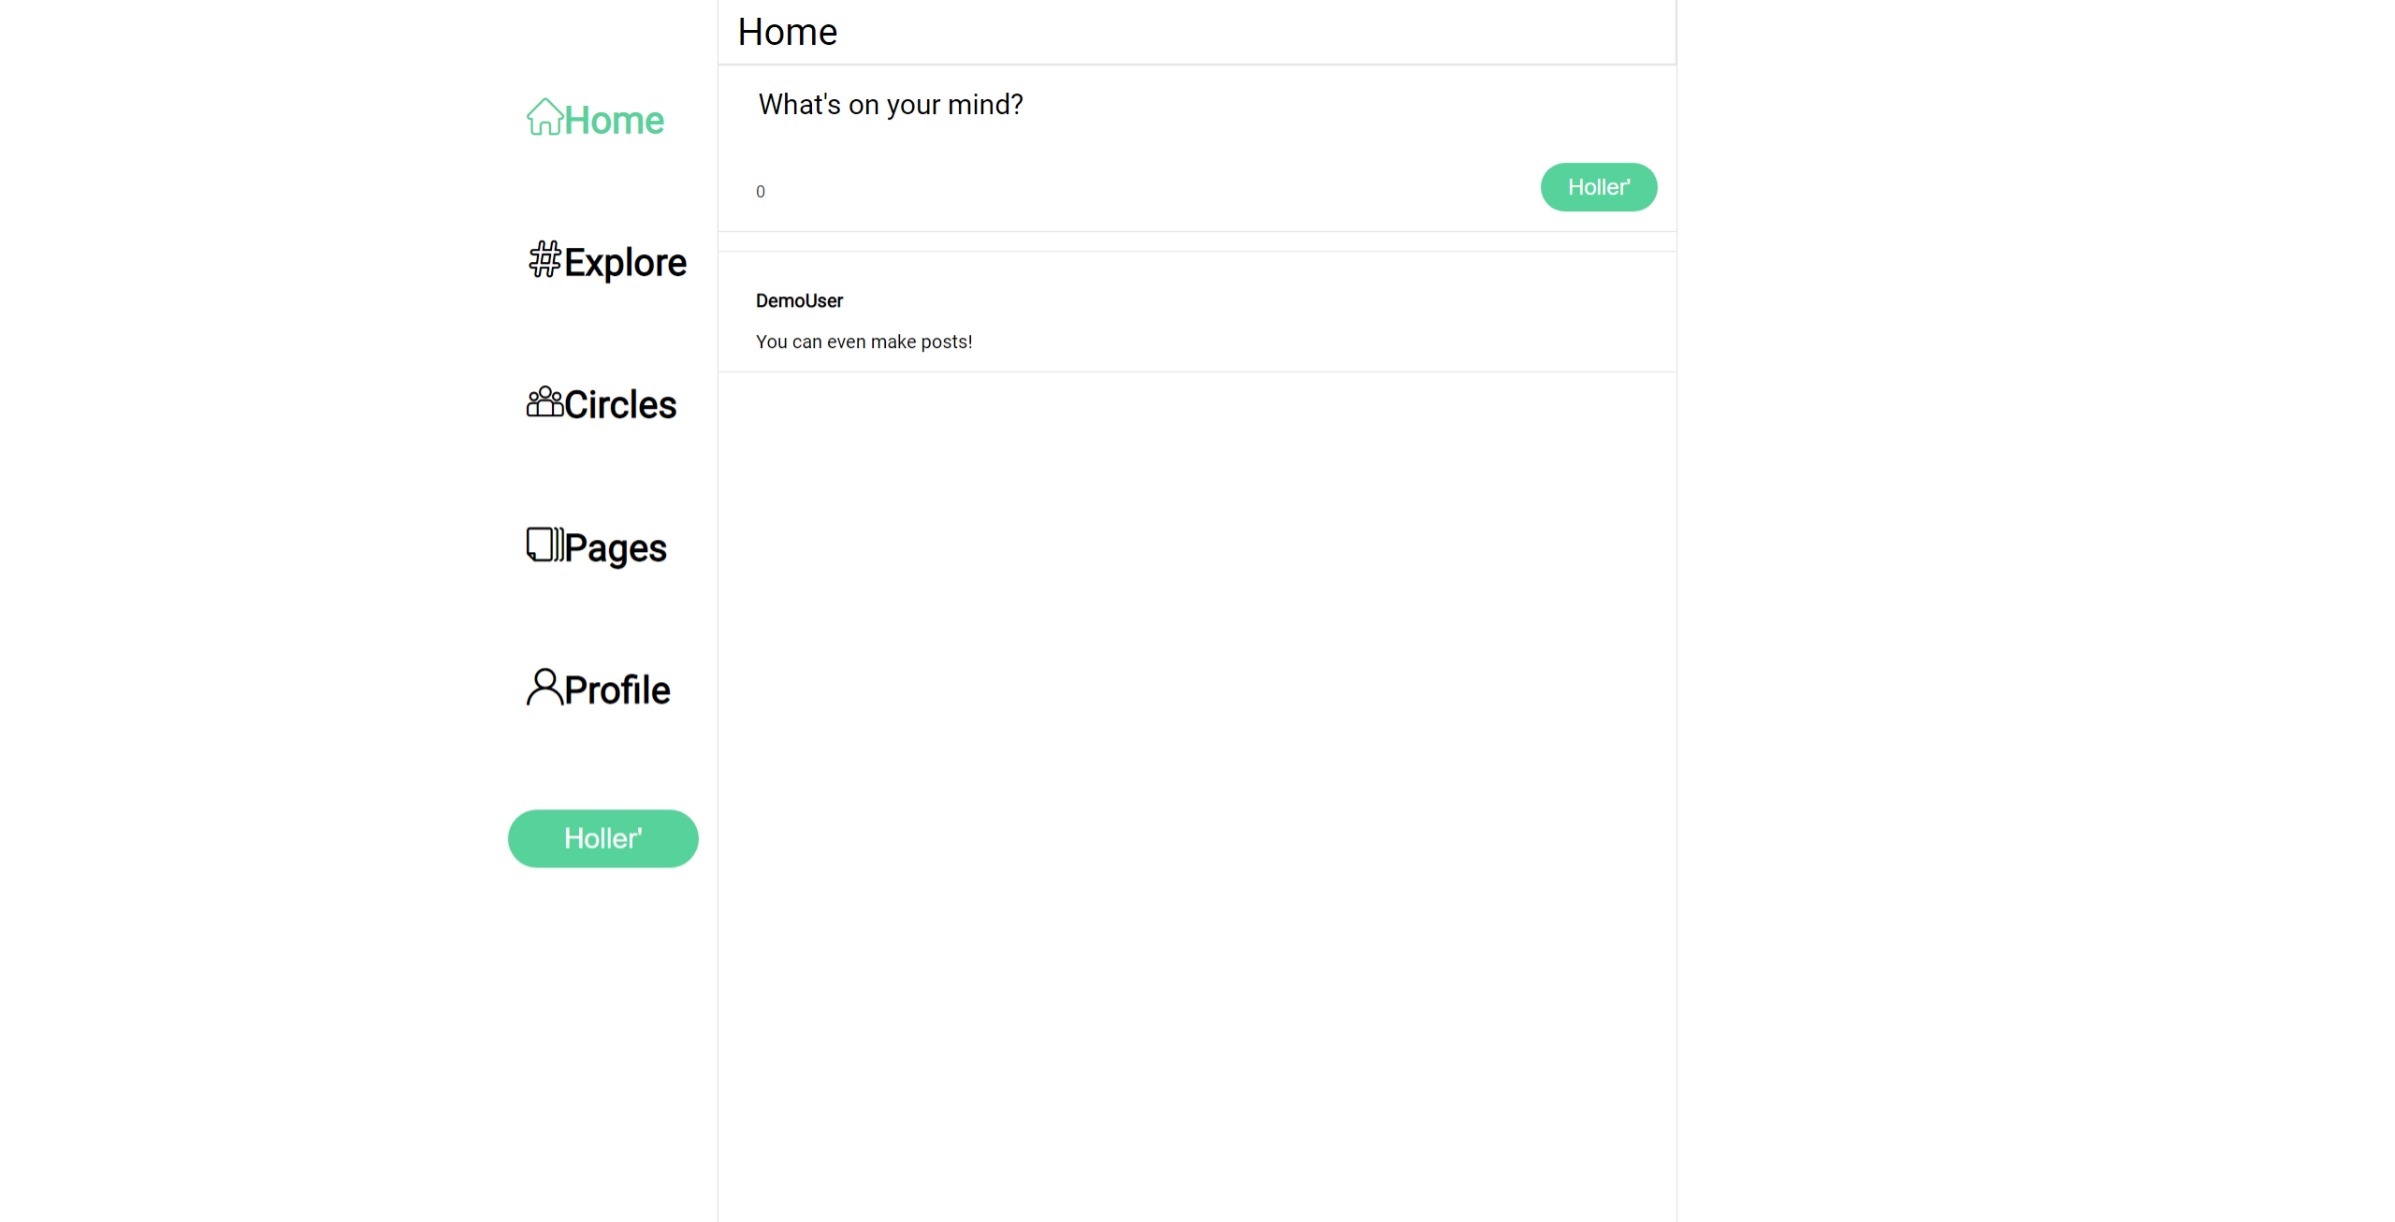 Home
Explore
Circles
Pages
Profile
Holler'
Home
What's on your mind?
0
Holler'
DemoUser
You can even make posts!